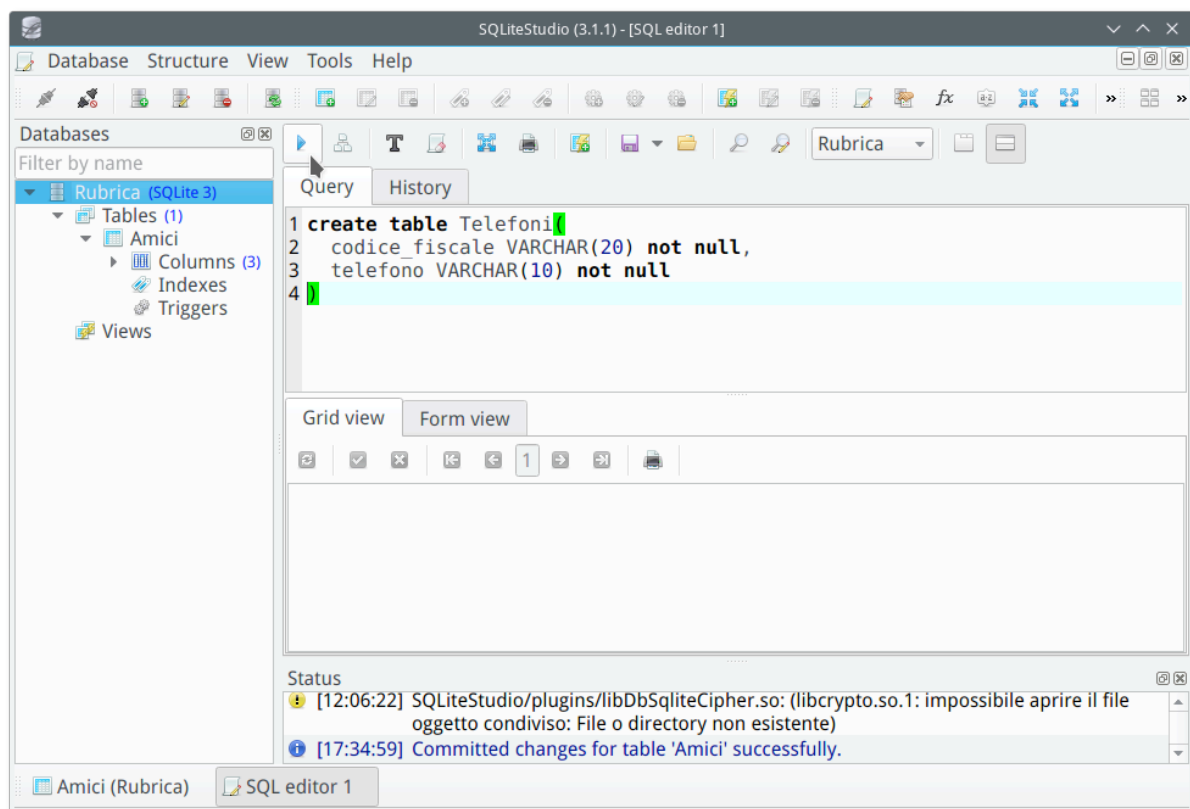 SQLiteStudio (3.1.1) - [SQL editor 1]
Database Structure View Tools Help
Databases
Filter by name
Rubrica (SQLite 3)
Tables (1)
Amici
Columns (3)
Indexes
Triggers
Views
T
fx
a-z
Rubrica
Query History
1 create table Telefoni(
2 codice_fiscale VARCHAR(20) not null,
3 telefono VARCHAR(10) not null
4 )
Grid view Form view
1
Status
[12:06:22] SQLiteStudio/plugins/libDbSqliteCipher.so: (libcrypto.so.1: impossibile aprire il file
oggetto condiviso: File o directory non esistente)
[17:34:59] Committed changes for table 'Amici' successfully.
Amici (Rubrica) SQL editor 1